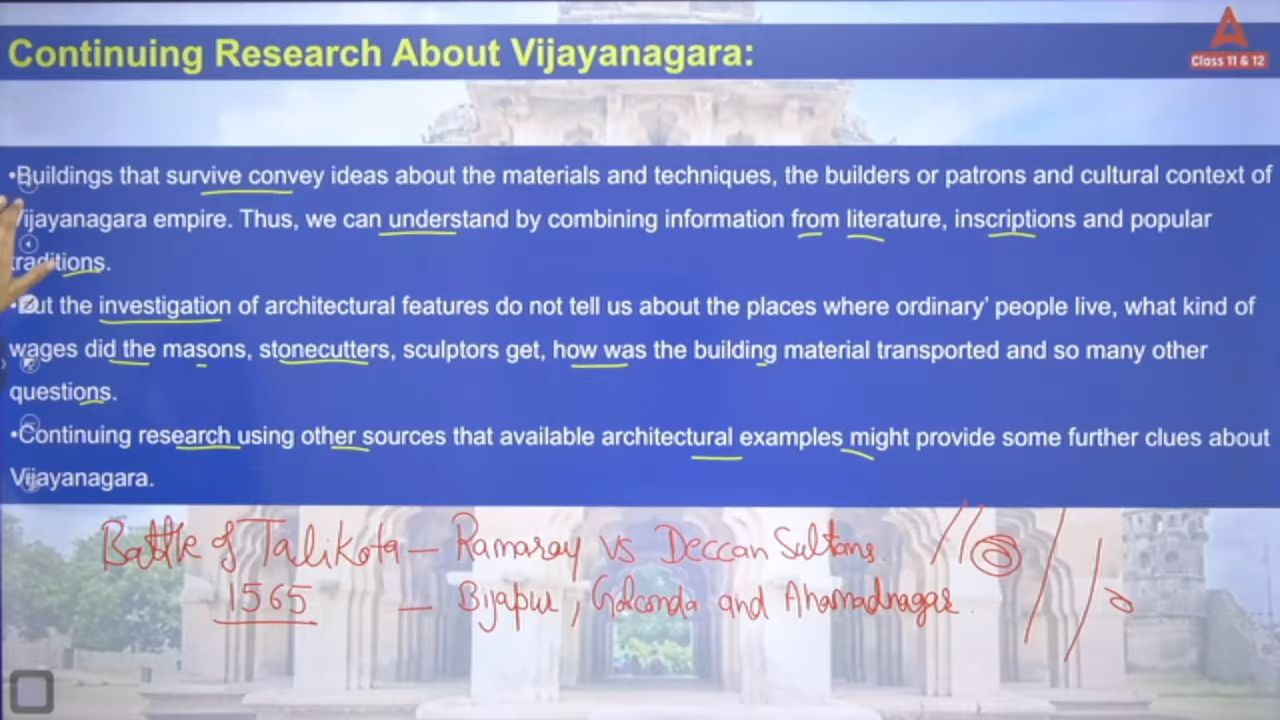 Continuing Research About Vijayanagara:
Class 11 & 12
•Buildings that survive convey ideas about the materials and techniques, the builders or patrons and cultural context of
Vijayanagara empire. Thus, we can understand by combining information from literature, inscriptions and popular
traditions.
•But the investigation of architectural features do not tell us about the places where ordinary' people live, what kind of
wages did the masons, stonecutters, sculptors get, how was the building material transported and so many other
questions.
•Continuing research using other sources that available architectural examples might provide some further clues about
Vijayanagara.
Battle of Talikota – Ramaray vs Deccan Sultans.
1565 – Bijapur, Golconda and Ahamadnagar.